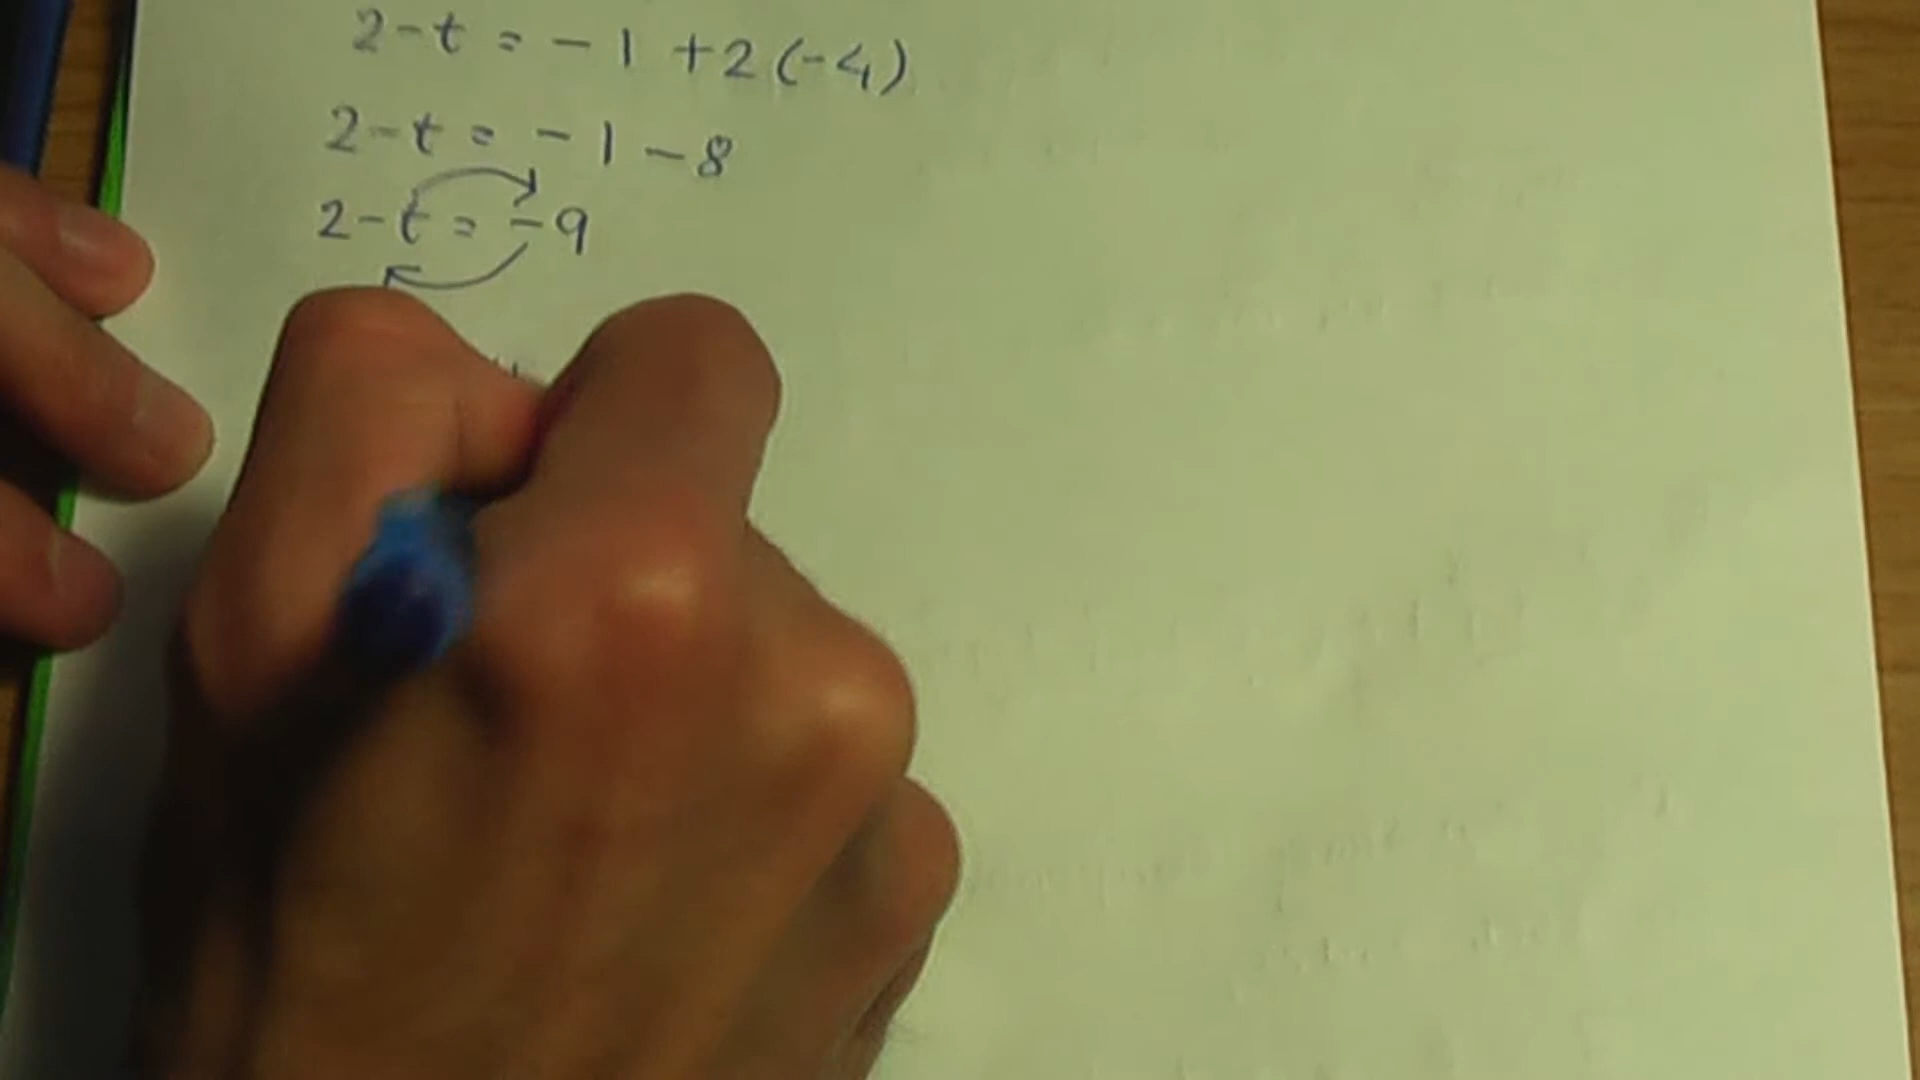 2-t = -1 +2(-4)
2-t = -1-8
2-t = -9